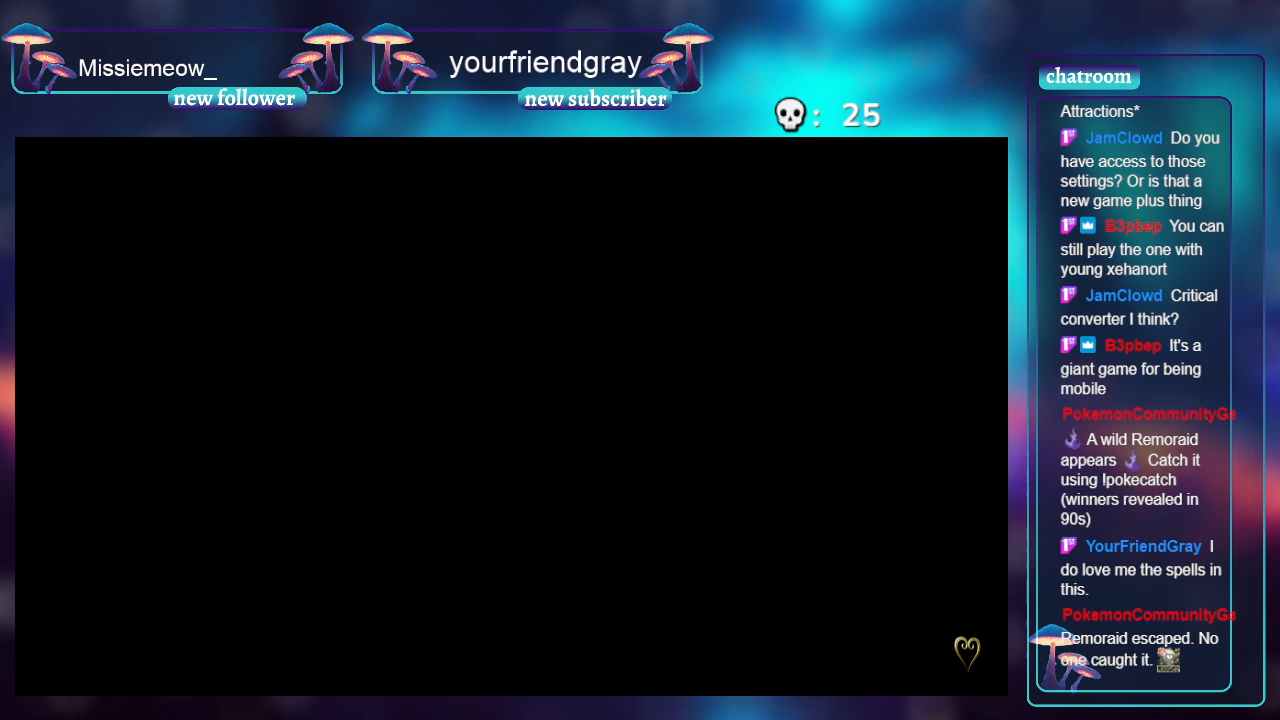 Missiemeow_
new follower
yourfriendgray
new subscriber
: 25
chatroom
Attractions*
JamClowd Do you
have access to those
settings? Or is that a
new game plus thing
B3pbep You can
still play the one with
young xehanort
JamClowd Critical
converter I think?
B3pbep It's a
giant game for being
mobile
PokemonCommunityGa
A wild Remoraid
appears Catch it
using !pokecatch
(winners revealed in
90s)
YourFriendGray I
do love me the spells in
this.
PokemonCommunityGa
Remoraid escaped. No
one caught it.